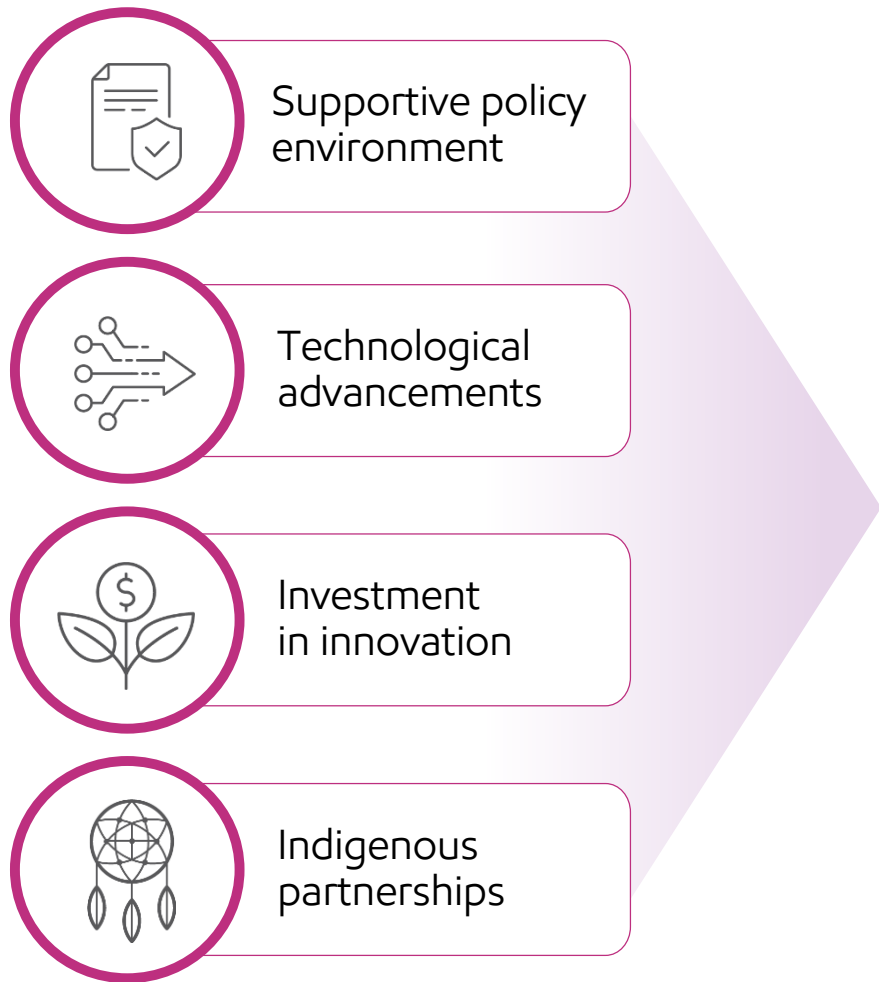 Supportive policy
environment
Technological
advancements
Investment
in innovation
Indigenous
partnerships